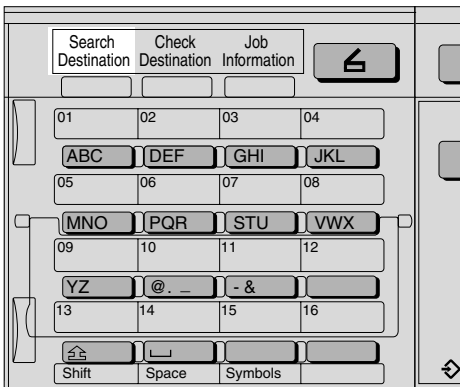 Search Check Job
Destination Destination Information
01 02 03 04
ABC DEF GHI JKL
05 06 07 08
MNO PQR STU VWX
09 10 11 12
YZ @. _ - &
13 14 15 16
Shift Space Symbols